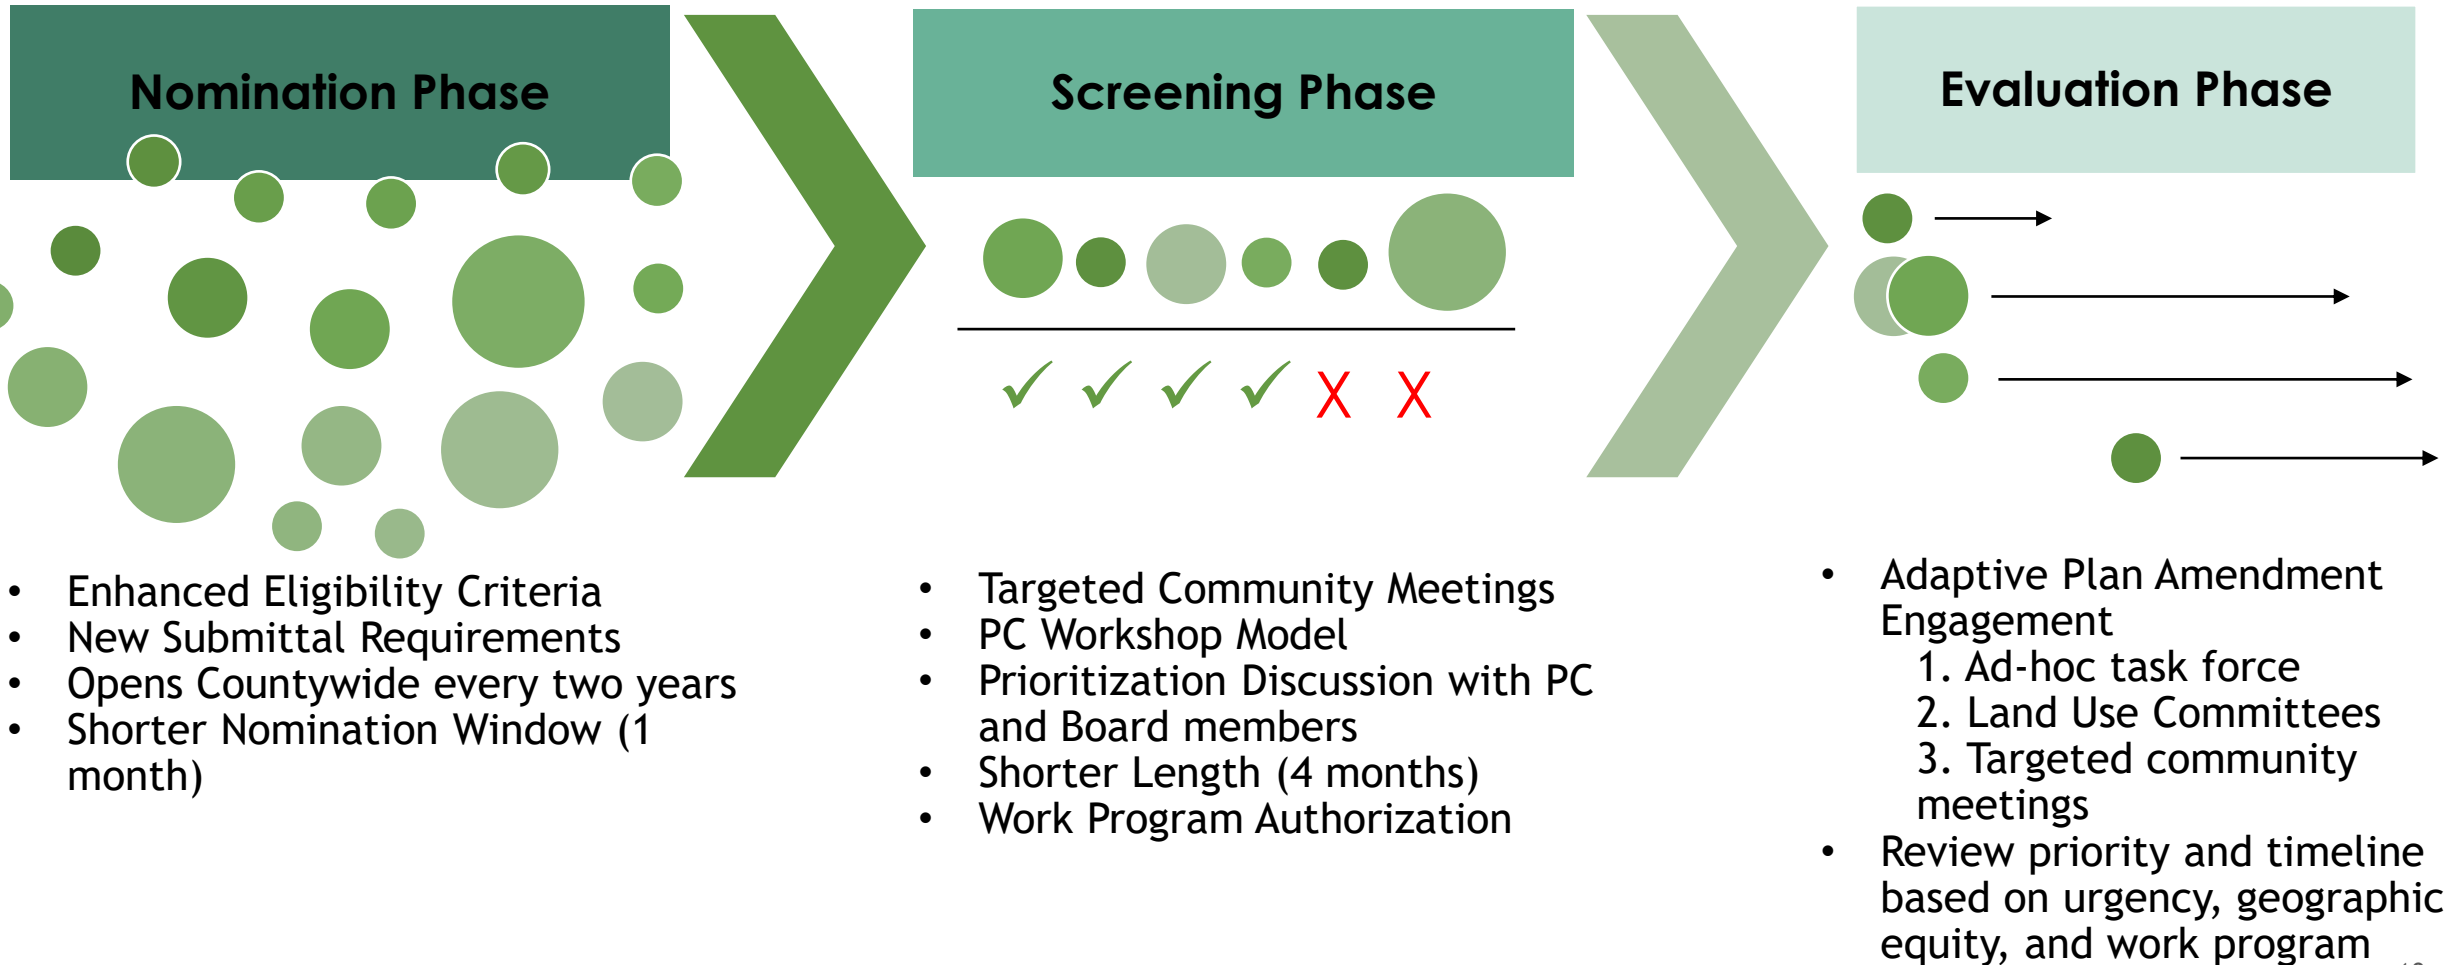 Nomination Phase
• Enhanced Eligibility Criteria
• New Submittal Requirements
• Opens Countywide every two years
• Shorter Nomination Window (1
month)
Screening Phase
✓ ✓ ✓ ✓ X X
• Targeted Community Meetings
• PC Workshop Model
• Prioritization Discussion with PC
and Board members
• Shorter Length (4 months)
• Work Program Authorization
Evaluation Phase
• Adaptive Plan Amendment
Engagement
1. Ad-hoc task force
2. Land Use Committees
3. Targeted community
meetings
• Review priority and timeline
based on urgency, geographic
equity, and work program